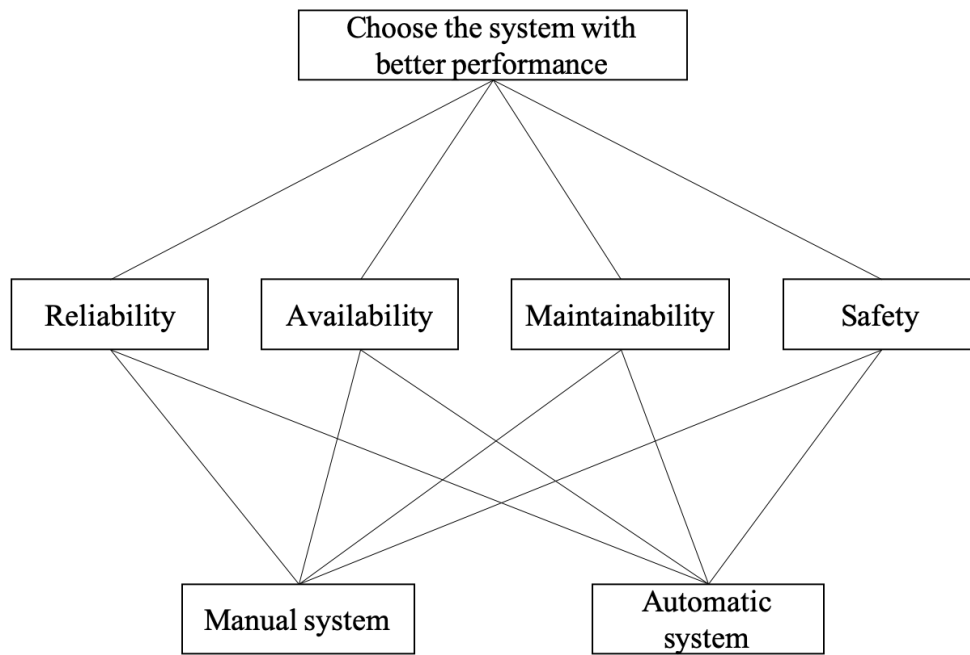 Choose the system with
better performance
Reliability
Availability
Maintainability
Safety
Manual system
Automatic
system